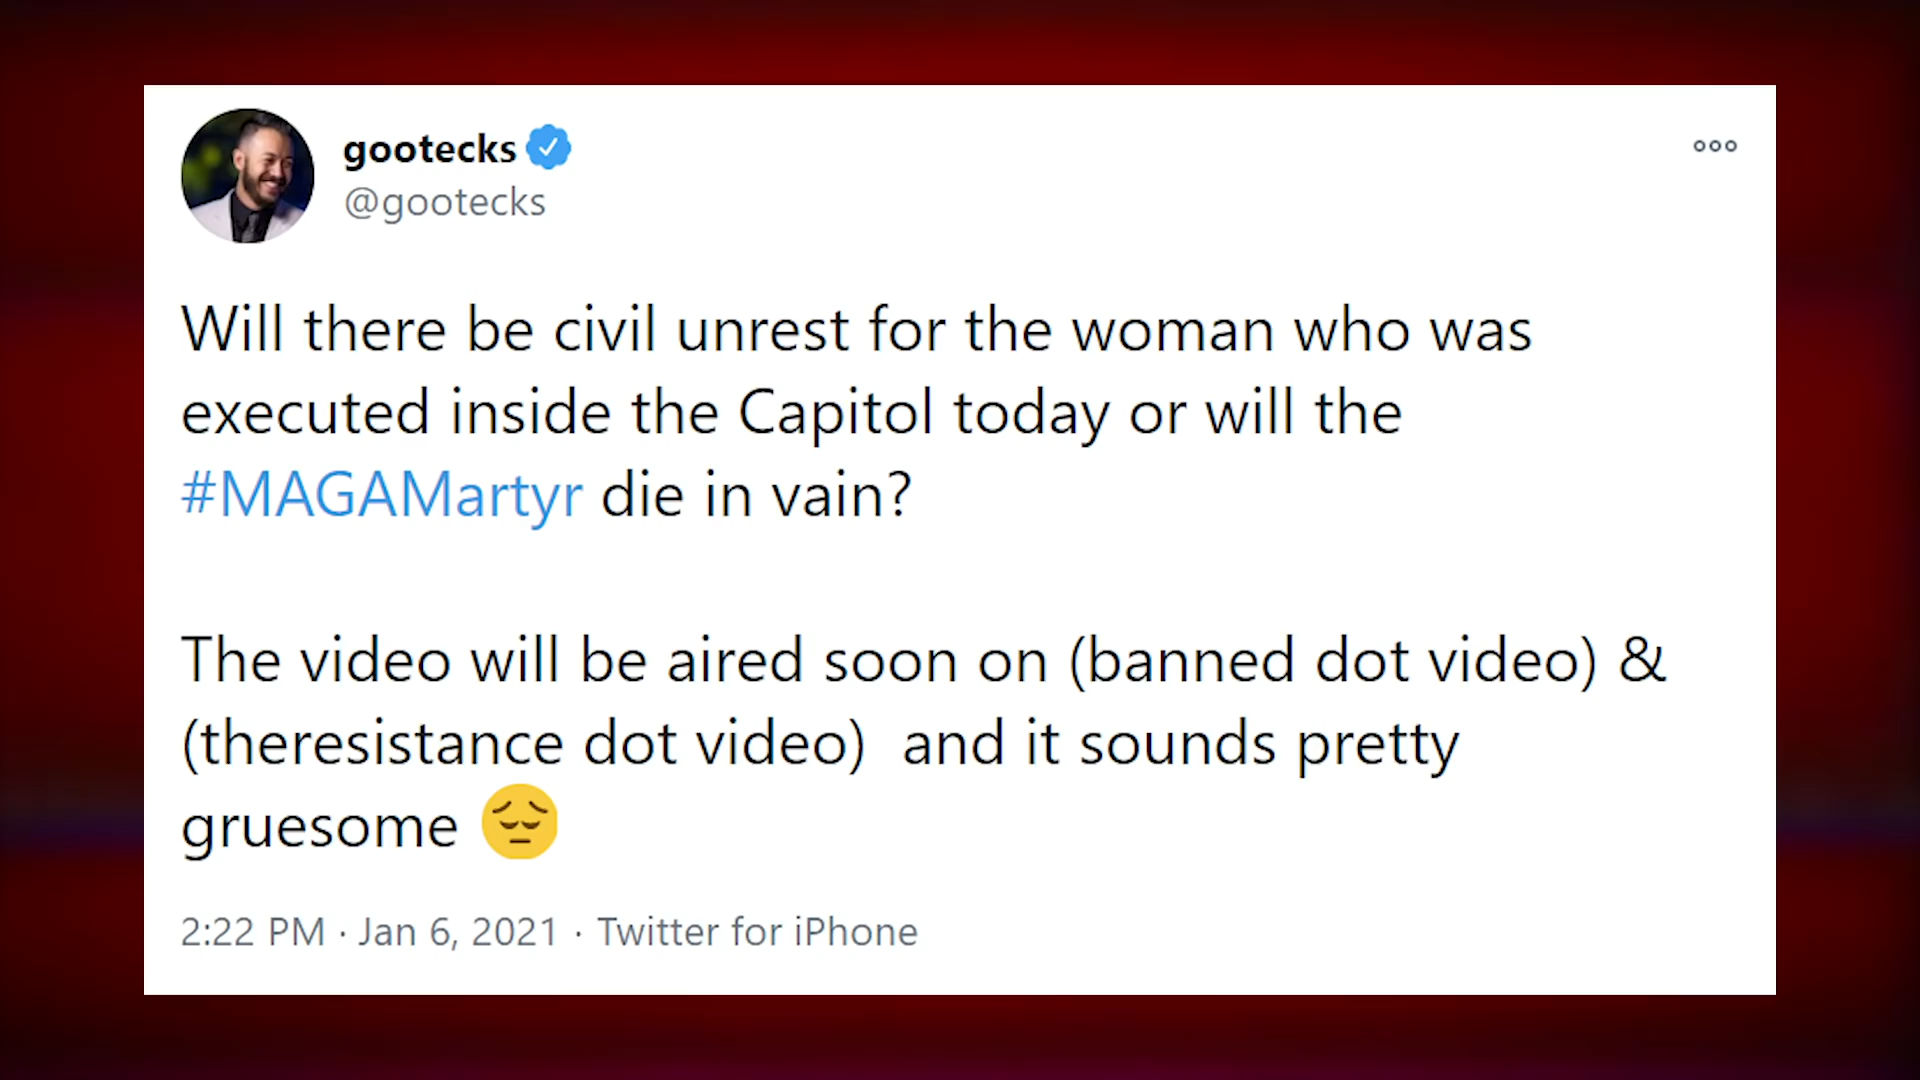 gootecks
@gootecks
Will there be civil unrest for the woman who was
executed inside the Capitol today or will the
#MAGAMartyr die in vain?
The video will be aired soon on (banned dot video) &
(theresistance dot video)  and it sounds pretty
gruesome 😔
2:22 PM · Jan 6, 2021 · Twitter for iPhone